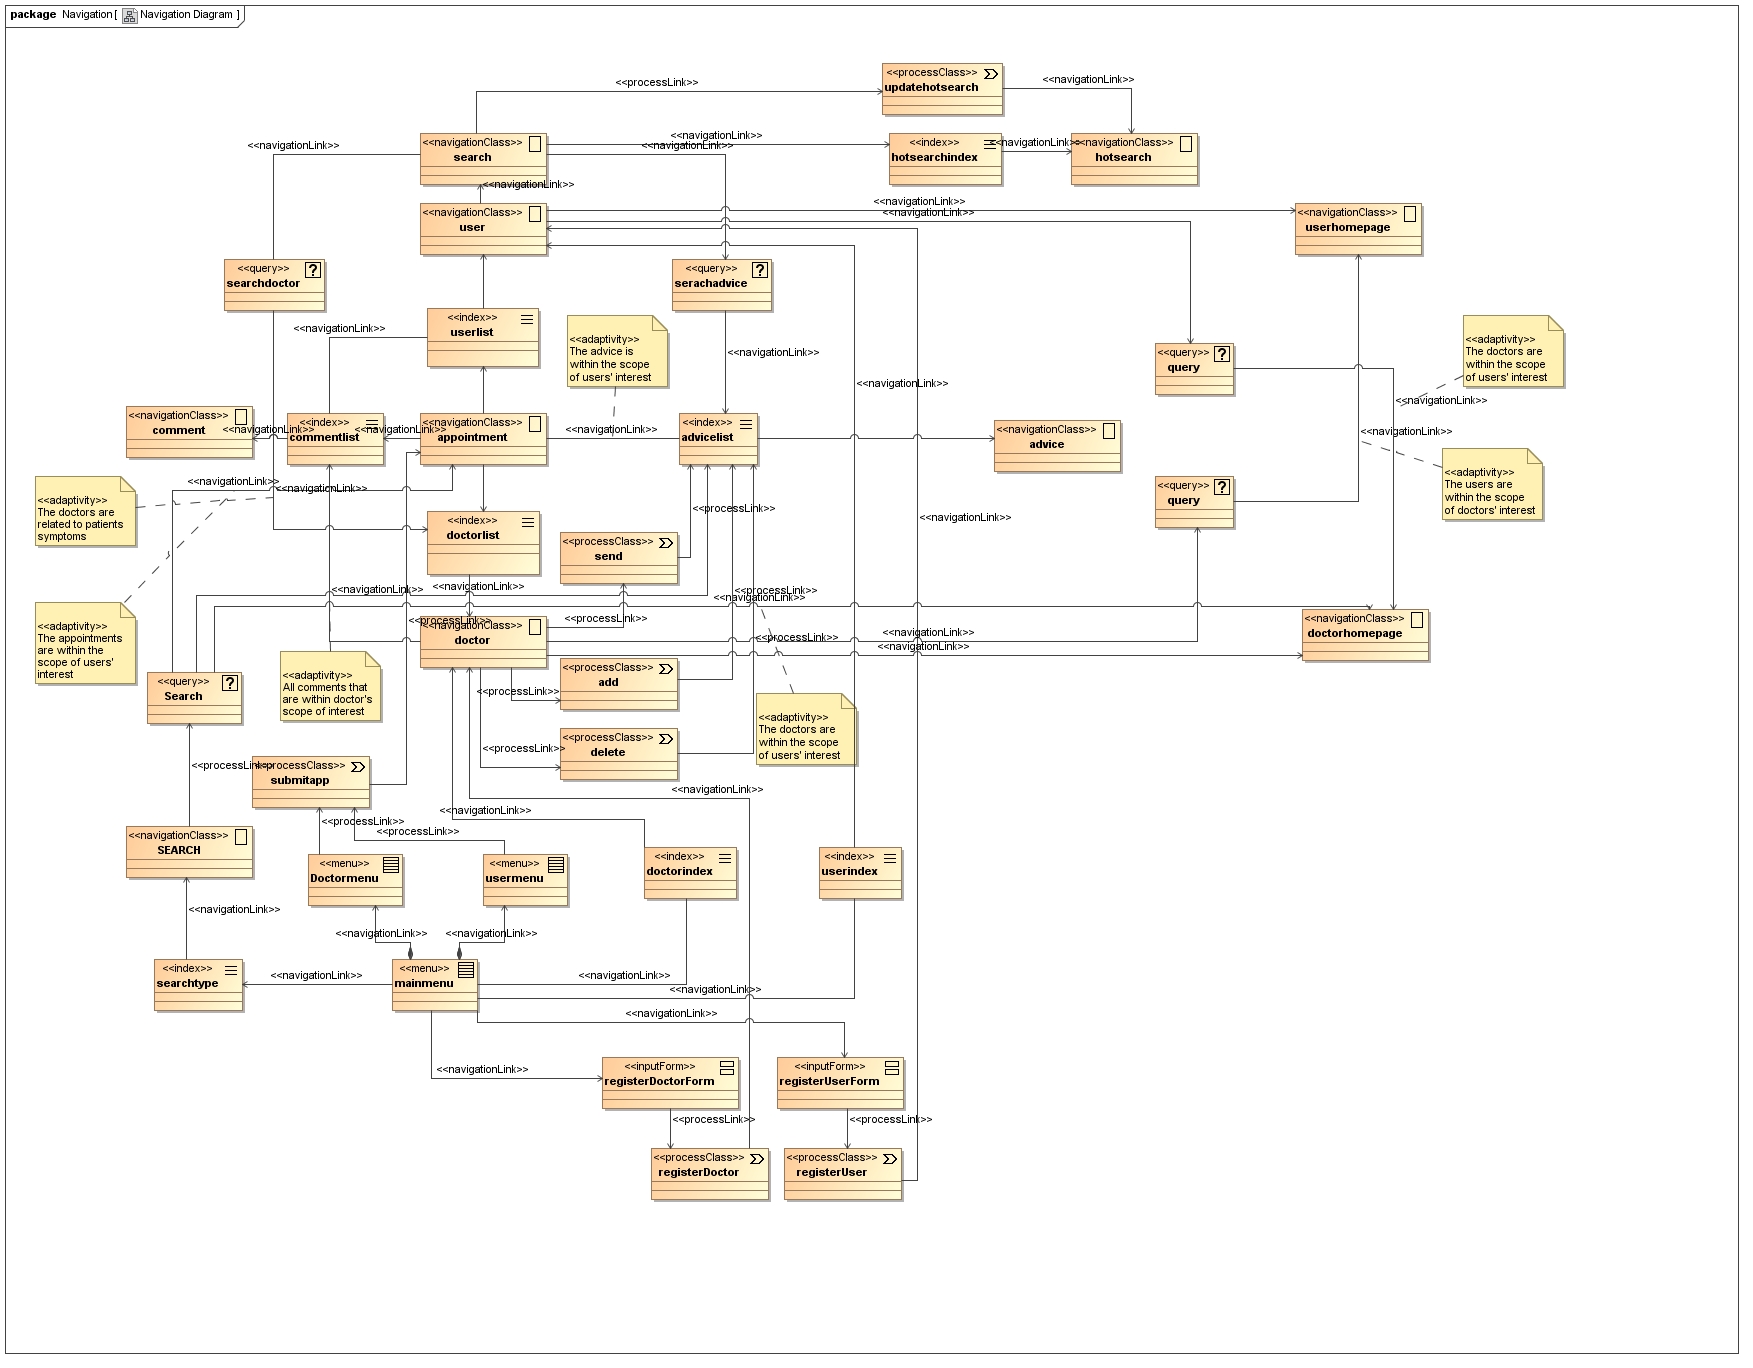 package Navigation [ Navigation Diagram ]
<<processClass>>
updatehotsearch
<<processLink>>
<<navigationLink>>
<<navigationClass>>
search
<<navigationLink>>
<<navigationLink>>
<<navigationLink>>
<<index>>
hotsearchindex
<<navigationLink>>
<<navigationClass>>
hotsearch
<<navigationLink>>
<<navigationClass>>
user
<<navigationLink>>
<<navigationLink>>
<<navigationClass>>
userhomepage
<<query>>
searchdoctor
<<query>>
serachadvice
<<index>>
userlist
<<navigationLink>>
<<adaptivity>>
The advice is
within the scope
of users' interest
<<navigationLink>>
<<query>>
query
<<adaptivity>>
The doctors are
within the scope
of users' interest
<<navigationLink>>
<<navigationLink>>
<<navigationClass>>
comment
<<navigationLink>>
<<index>>
commentlist
<<navigationLink>>
<<navigationClass>>
appointment
<<navigationLink>>
<<index>>
advicelist
<<navigationClass>>
advice
<<navigationLink>>
<<adaptivity>>
The users are
within the scope
of doctors' interest
<<navigationLink>>
<<navigationLink>>
<<query>>
query
<<adaptivity>>
The doctors are
related to patients
symptoms
<<processLink>>
<<navigationLink>>
<<index>>
doctorlist
<<processClass>>
send
<<navigationLink>>
<<navigationLink>>
<<processLink>>
<<navigationLink>>
<<adaptivity>>
The appointments
are within the
scope of users'
interest
<<processLink>>
<<navigationClass>>
doctor
<<processLink>>
<<processLink>>
<<navigationLink>>
<<navigationLink>>
<<navigationClass>>
doctorhomepage
<<query>>
Search
<<adaptivity>>
All comments that
are within doctor's
scope of interest
<<processLink>>
<<processClass>>
add
<<adaptivity>>
The doctors are
within the scope
of users' interest
<<processLink>>
<<processClass>>
delete
<<processLink>>
<<processClass>>
submitapp
<<navigationLink>>
<<navigationLink>>
<<processLink>>
<<processLink>>
<<navigationClass>>
SEARCH
<<menu>>
Doctormenu
<<menu>>
usermenu
<<index>>
doctorindex
<<index>>
userindex
<<navigationLink>>
<<navigationLink>>
<<navigationLink>>
<<index>>
searchtype
<<navigationLink>>
<<menu>>
mainmenu
<<navigationLink>>
<<navigationLink>>
<<navigationLink>>
<<navigationLink>>
<<inputForm>>
registerDoctorForm
<<inputForm>>
registerUserForm
<<processLink>>
<<processLink>>
<<processClass>>
registerDoctor
<<processClass>>
registerUser